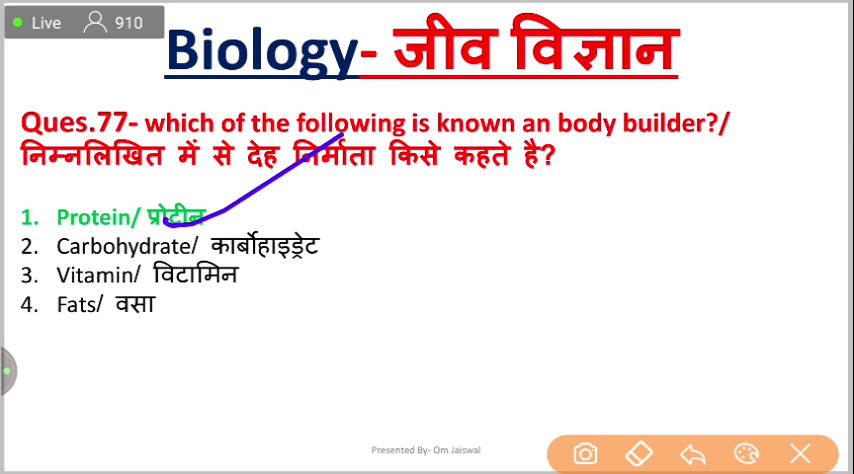 Live 910
Biology- जीव विज्ञान
Ques.77- which of the following is known an body builder?/
निम्नलिखित में से देह निर्माता किसे कहते है?
1. Protein/ प्रोटीन
2. Carbohydrate/ कार्बोहाइड्रेट
3. Vitamin/ विटामिन
4. Fats/ वसा
Presented By- Om Jaiswal